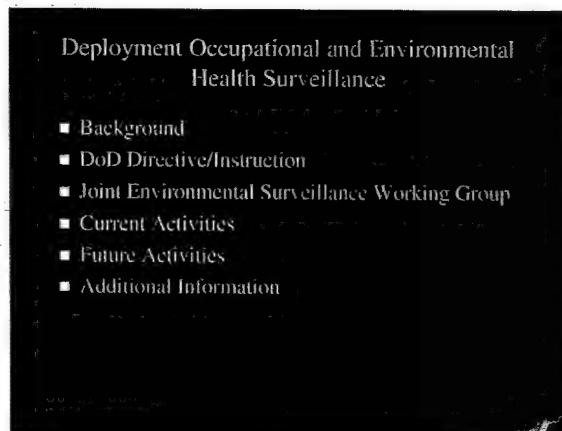 Deployment Occupational and Environmental
Health Surveillance
■ Background
■ DoD Directive/Instruction
■ Joint Environmental Surveillance Working Group
■ Current Activities
■ Future Activities
■ Additional Information